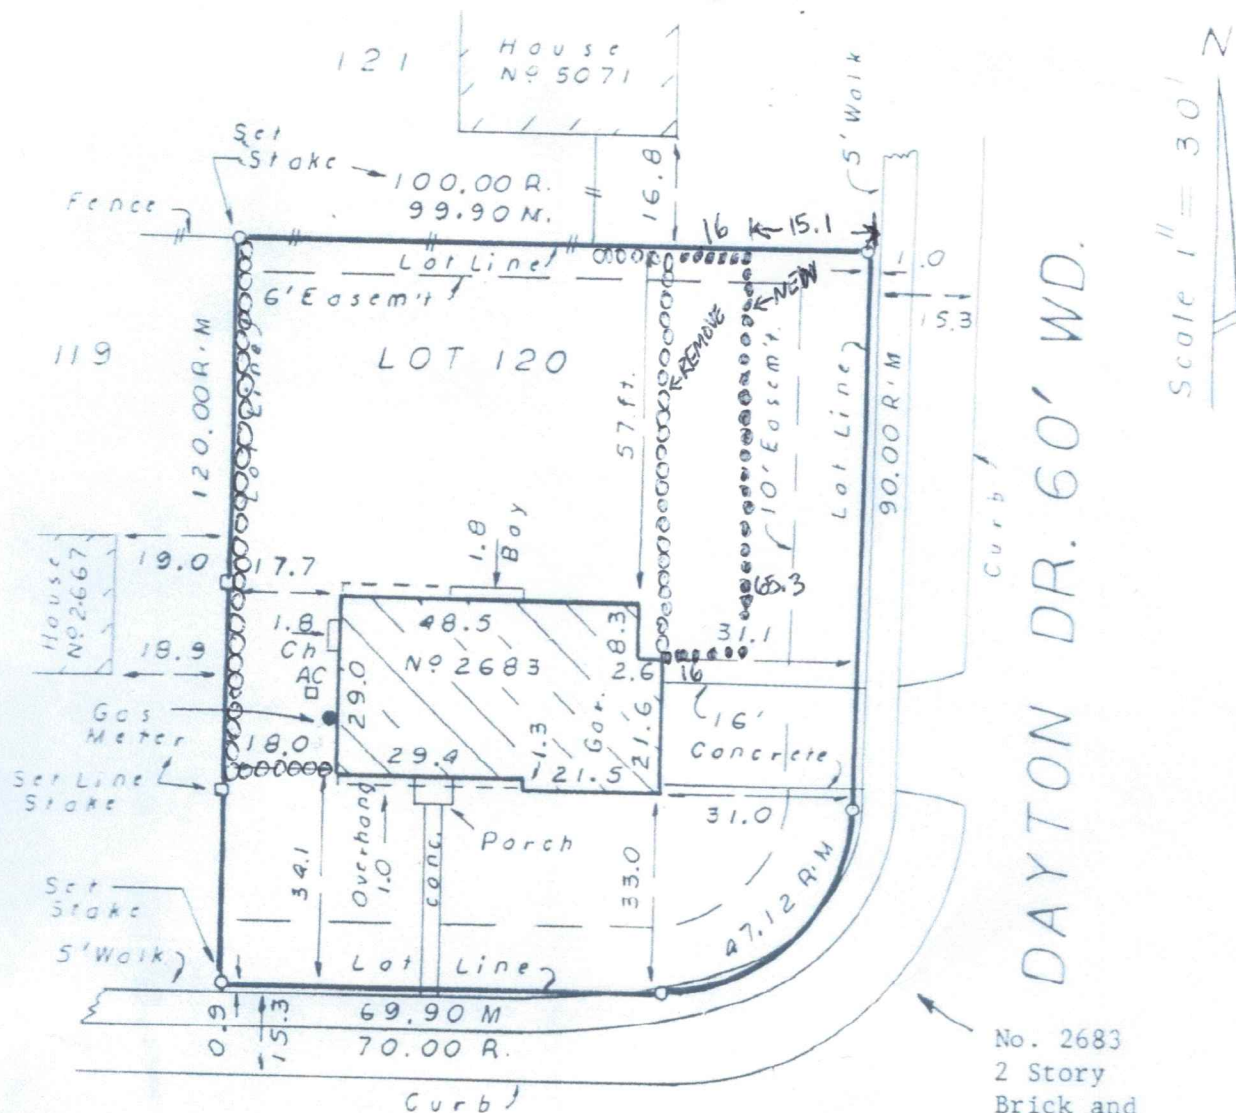 121
House
Nº 5071
5' Walk
N
Scale 1" = 30'
Set
Stake
100.00 R.
99.90 M.
16.8
Fence
16
15.1
Lot Line
1.0
6' Easem't
NEW
15.3
REMOVE
119
LOT 120
120.00 R'M
Lot Line
57 ft.
10' Easem't.
Lot Line
90.00 R'M
Curb
DAYTON DR. 60' WD.
House
Nº 2667
19.0
17.7
1.8
Bay
65.3
18.9
1.8
Ch
48.5
8.3
31.1
Nº 2683
2.6
16
AC
29.0
Gas
Meter
Gar.
21.6
16'
Concrete
18.0
29.4
1.3
21.5
Set Line
Stake
31.0
34.1
Overhang
1.0
conc.
Porch
33.0
47.12 R'M
Set
Stake
5' Walk
Lot Line
0.9
15.3
69.90 M
70.00 R.
Curb
No. 2683
2 Story
Brick and